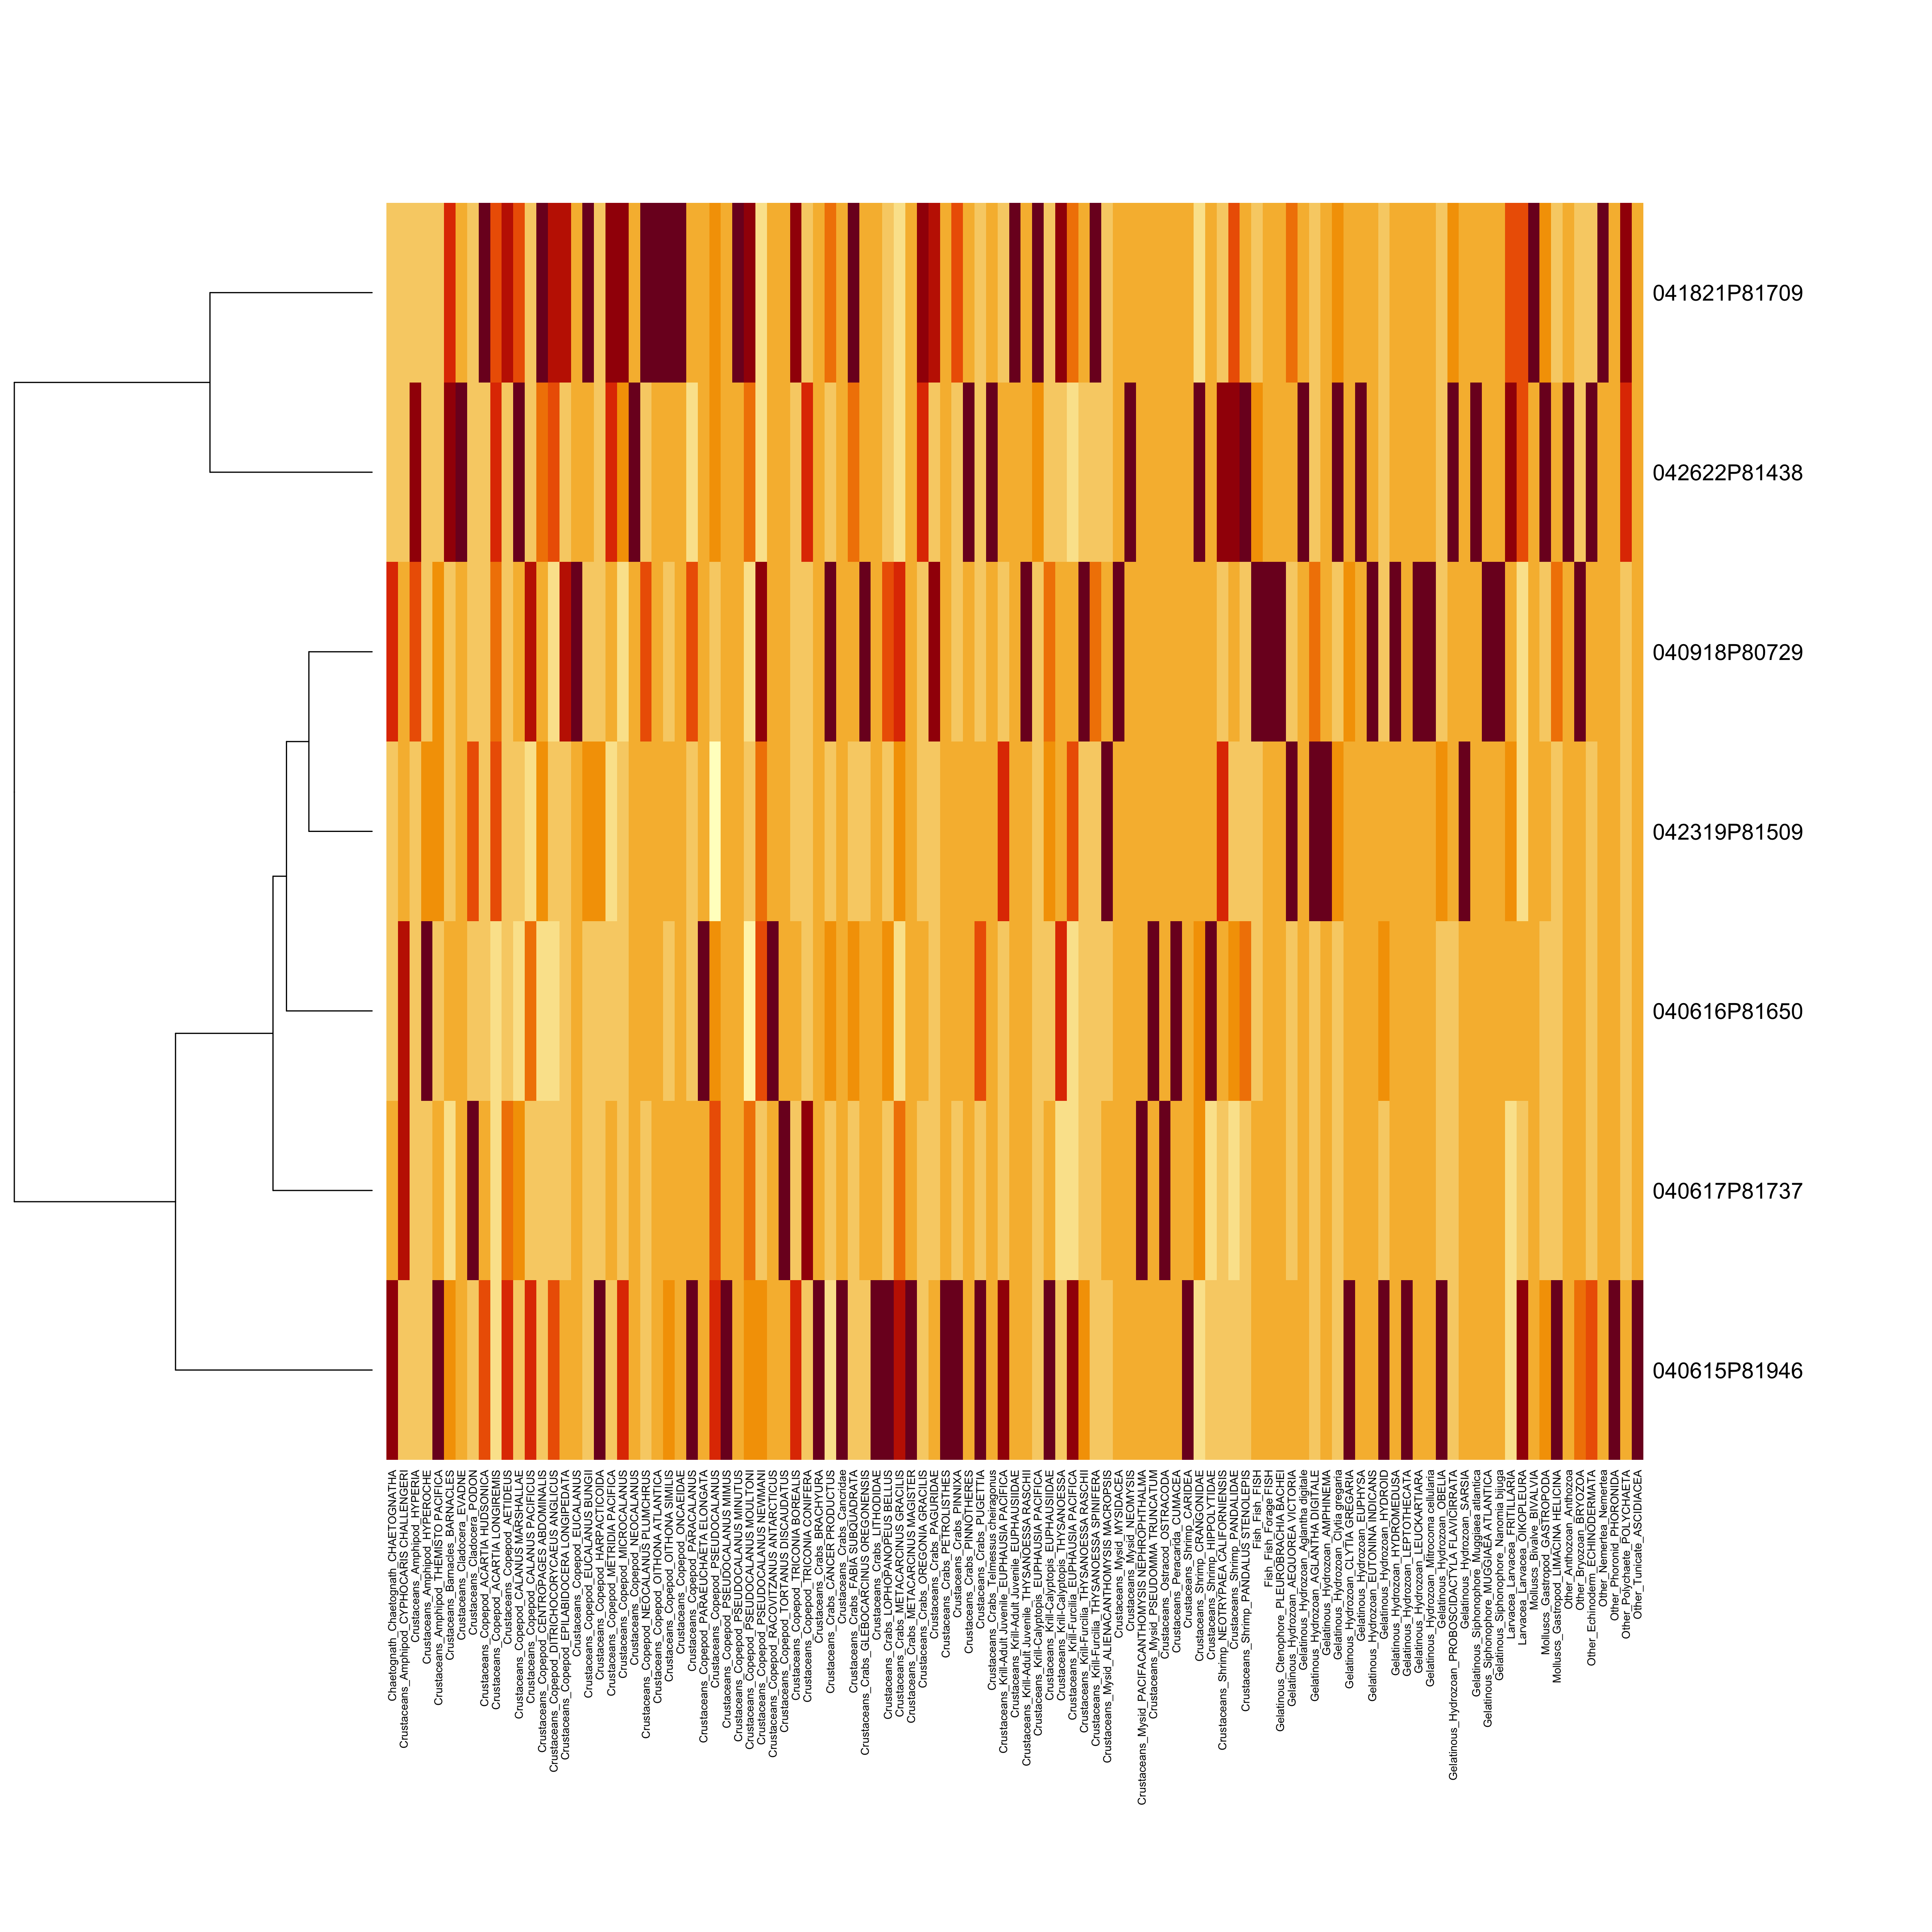 041821P81709
042622P81438
040918P80729
042319P81509
040616P81650
040617P81737
040615P81946
Chaetognath_Chaetognath_CHAETOGNATHA
Crustaceans_Amphipod_CYPHOCARIS CHALLENGERI
Crustaceans_Amphipod_HYPERIA
Crustaceans_Amphipod_HYPEROCHE
Crustaceans_Amphipod_THEMISTO PACIFICA
Crustaceans_Barnacles_BARNACLES
Crustaceans_Cladocera_EVADNE
Crustaceans_Cladocera_PODON
Crustaceans_Copepod_ACARTIA HUDSONICA
Crustaceans_Copepod_ACARTIA LONGIREMIS
Crustaceans_Copepod_AETIDEUS
Crustaceans_Copepod_CALANUS MARSHALLAE
Crustaceans_Copepod_CALANUS PACIFICUS
Crustaceans_Copepod_CENTROPAGES ABDOMINALIS
Crustaceans_Copepod_DITRICHOCORYCAEUS ANGLICUS
Crustaceans_Copepod_EPILABIDOCERA LONGIPEDATA
Crustaceans_Copepod_EUCALANUS
Crustaceans_Copepod_EUCALANUS BUNGII
Crustaceans_Copepod_HARPACTICOIDA
Crustaceans_Copepod_METRIDIA PACIFICA
Crustaceans_Copepod_MICROCALANUS
Crustaceans_Copepod_NEOCALANUS
Crustaceans_Copepod_NEOCALANUS PLUMCHRUS
Crustaceans_Copepod_OITHONA ATLANTICA
Crustaceans_Copepod_OITHONA SIMILIS
Crustaceans_Copepod_ONCAEIDAE
Crustaceans_Copepod_PARACALANUS
Crustaceans_Copepod_PARAEUCHAETA ELONGATA
Crustaceans_Copepod_PSEUDOCALANUS
Crustaceans_Copepod_PSEUDOCALANUS MIMUS
Crustaceans_Copepod_PSEUDOCALANUS MINUTUS
Crustaceans_Copepod_PSEUDOCALANUS MOULTONI
Crustaceans_Copepod_PSEUDOCALANUS NEWMANI
Crustaceans_Copepod_RACOVITZANUS ANTARCTICUS
Crustaceans_Copepod_TORTANUS DISCAUDATUS
Crustaceans_Copepod_TRICONIA BOREALIS
Crustaceans_Copepod_TRICONIA CONIFERA
Crustaceans_Crabs_BRACHYURA
Crustaceans_Crabs_CANCER PRODUCTUS
Crustaceans_Crabs_Cancridae
Crustaceans_Crabs_FABIA SUBQUADRATA
Crustaceans_Crabs_GLEBOCARCINUS OREGONENSIS
Crustaceans_Crabs_LITHODIDAE
Crustaceans_Crabs_LOPHOPANOPEUS BELLUS
Crustaceans_Crabs_METACARCINUS GRACILIS
Crustaceans_Crabs_METACARCINUS MAGISTER
Crustaceans_Crabs_OREGONIA GRACILIS
Crustaceans_Crabs_PAGURIDAE
Crustaceans_Crabs_PETROLISTHES
Crustaceans_Crabs_PINNIXA
Crustaceans_Crabs_PINNOTHERES
Crustaceans_Crabs_PUGETTIA
Crustaceans_Crabs_Telmessus cheiragonus
Crustaceans_Krill-Adult Juvenile_EUPHAUSIA PACIFICA
Crustaceans_Krill-Adult Juvenile_EUPHAUSIIDAE
Crustaceans_Krill-Adult Juvenile_THYSANOESSA RASCHII
Crustaceans_Krill-Calyptopis_EUPHAUSIA PACIFICA
Crustaceans_Krill-Calyptopis_EUPHAUSIIDAE
Crustaceans_Krill-Calyptopis_THYSANOESSA
Crustaceans_Krill-Furcilia_EUPHAUSIA PACIFICA
Crustaceans_Krill-Furcilia_THYSANOESSA RASCHII
Crustaceans_Krill-Furcilia_THYSANOESSA SPINIFERA
Crustaceans_Mysid_ALIENACANTHOMYSIS MACROPSIS
Crustaceans_Mysid_MYSIDACEA
Crustaceans_Mysid_NEOMYSIS
Crustaceans_Mysid_PACIFACANTHOMYSIS NEPHROPHTHALMA
Crustaceans_Mysid_PSEUDOMMA TRUNCATUM
Crustaceans_Ostracod_OSTRACODA
Crustaceans_Peracarida_CUMACEA
Crustaceans_Shrimp_CARIDEA
Crustaceans_Shrimp_CRANGONIDAE
Crustaceans_Shrimp_HIPPOLYTIDAE
Crustaceans_Shrimp_NEOTRYPAEA CALIFORNIENSIS
Crustaceans_Shrimp_PANDALIDAE
Crustaceans_Shrimp_PANDALUS STENOLEPIS
Fish_Fish_FISH
Fish_Fish_Forage FISH
Gelatinous_Ctenophore_PLEUROBRACHIA BACHEI
Gelatinous_Hydrozoan_AEQUOREA VICTORIA
Gelatinous_Hydrozoan_Aglantha digitale
Gelatinous_Hydrozoan_AGLANTHA DIGITALE
Gelatinous_Hydrozoan_AMPHINEMA
Gelatinous_Hydrozoan_Clytia gregaria
Gelatinous_Hydrozoan_CLYTIA GREGARIA
Gelatinous_Hydrozoan_EUPHYSA
Gelatinous_Hydrozoan_EUTONINA INDICANS
Gelatinous_Hydrozoan_HYDROID
Gelatinous_Hydrozoan_HYDROMEDUSA
Gelatinous_Hydrozoan_LEPTOTHECATA
Gelatinous_Hydrozoan_LEUCKARTIARA
Gelatinous_Hydrozoan_Mitrocoma cellularia
Gelatinous_Hydrozoan_OBELIA
Gelatinous_Hydrozoan_PROBOSCIDACTYLA FLAVICIRRATA
Gelatinous_Hydrozoan_SARSIA
Gelatinous_Siphonophore_Muggiaea atlantica
Gelatinous_Siphonophore_MUGGIAEA ATLANTICA
Gelatinous_Siphonophore_Nanomia bijuga
Larvacea_Larvacea_FRITILLARIA
Larvacea_Larvacea_OIKOPLEURA
Molluscs_Bivalve_BIVALVIA
Molluscs_Gastropod_GASTROPODA
Molluscs_Gastropod_LIMACINA HELICINA
Other_Anthozoan_Anthozoa
Other_Bryozoan_BRYOZOA
Other_Echinoderm_ECHINODERMATA
Other_Nemertea_Nemertea
Other_Phoronid_PHORONIDA
Other_Polychaete_POLYCHAETA
Other_Tunicate_ASCIDIACEA